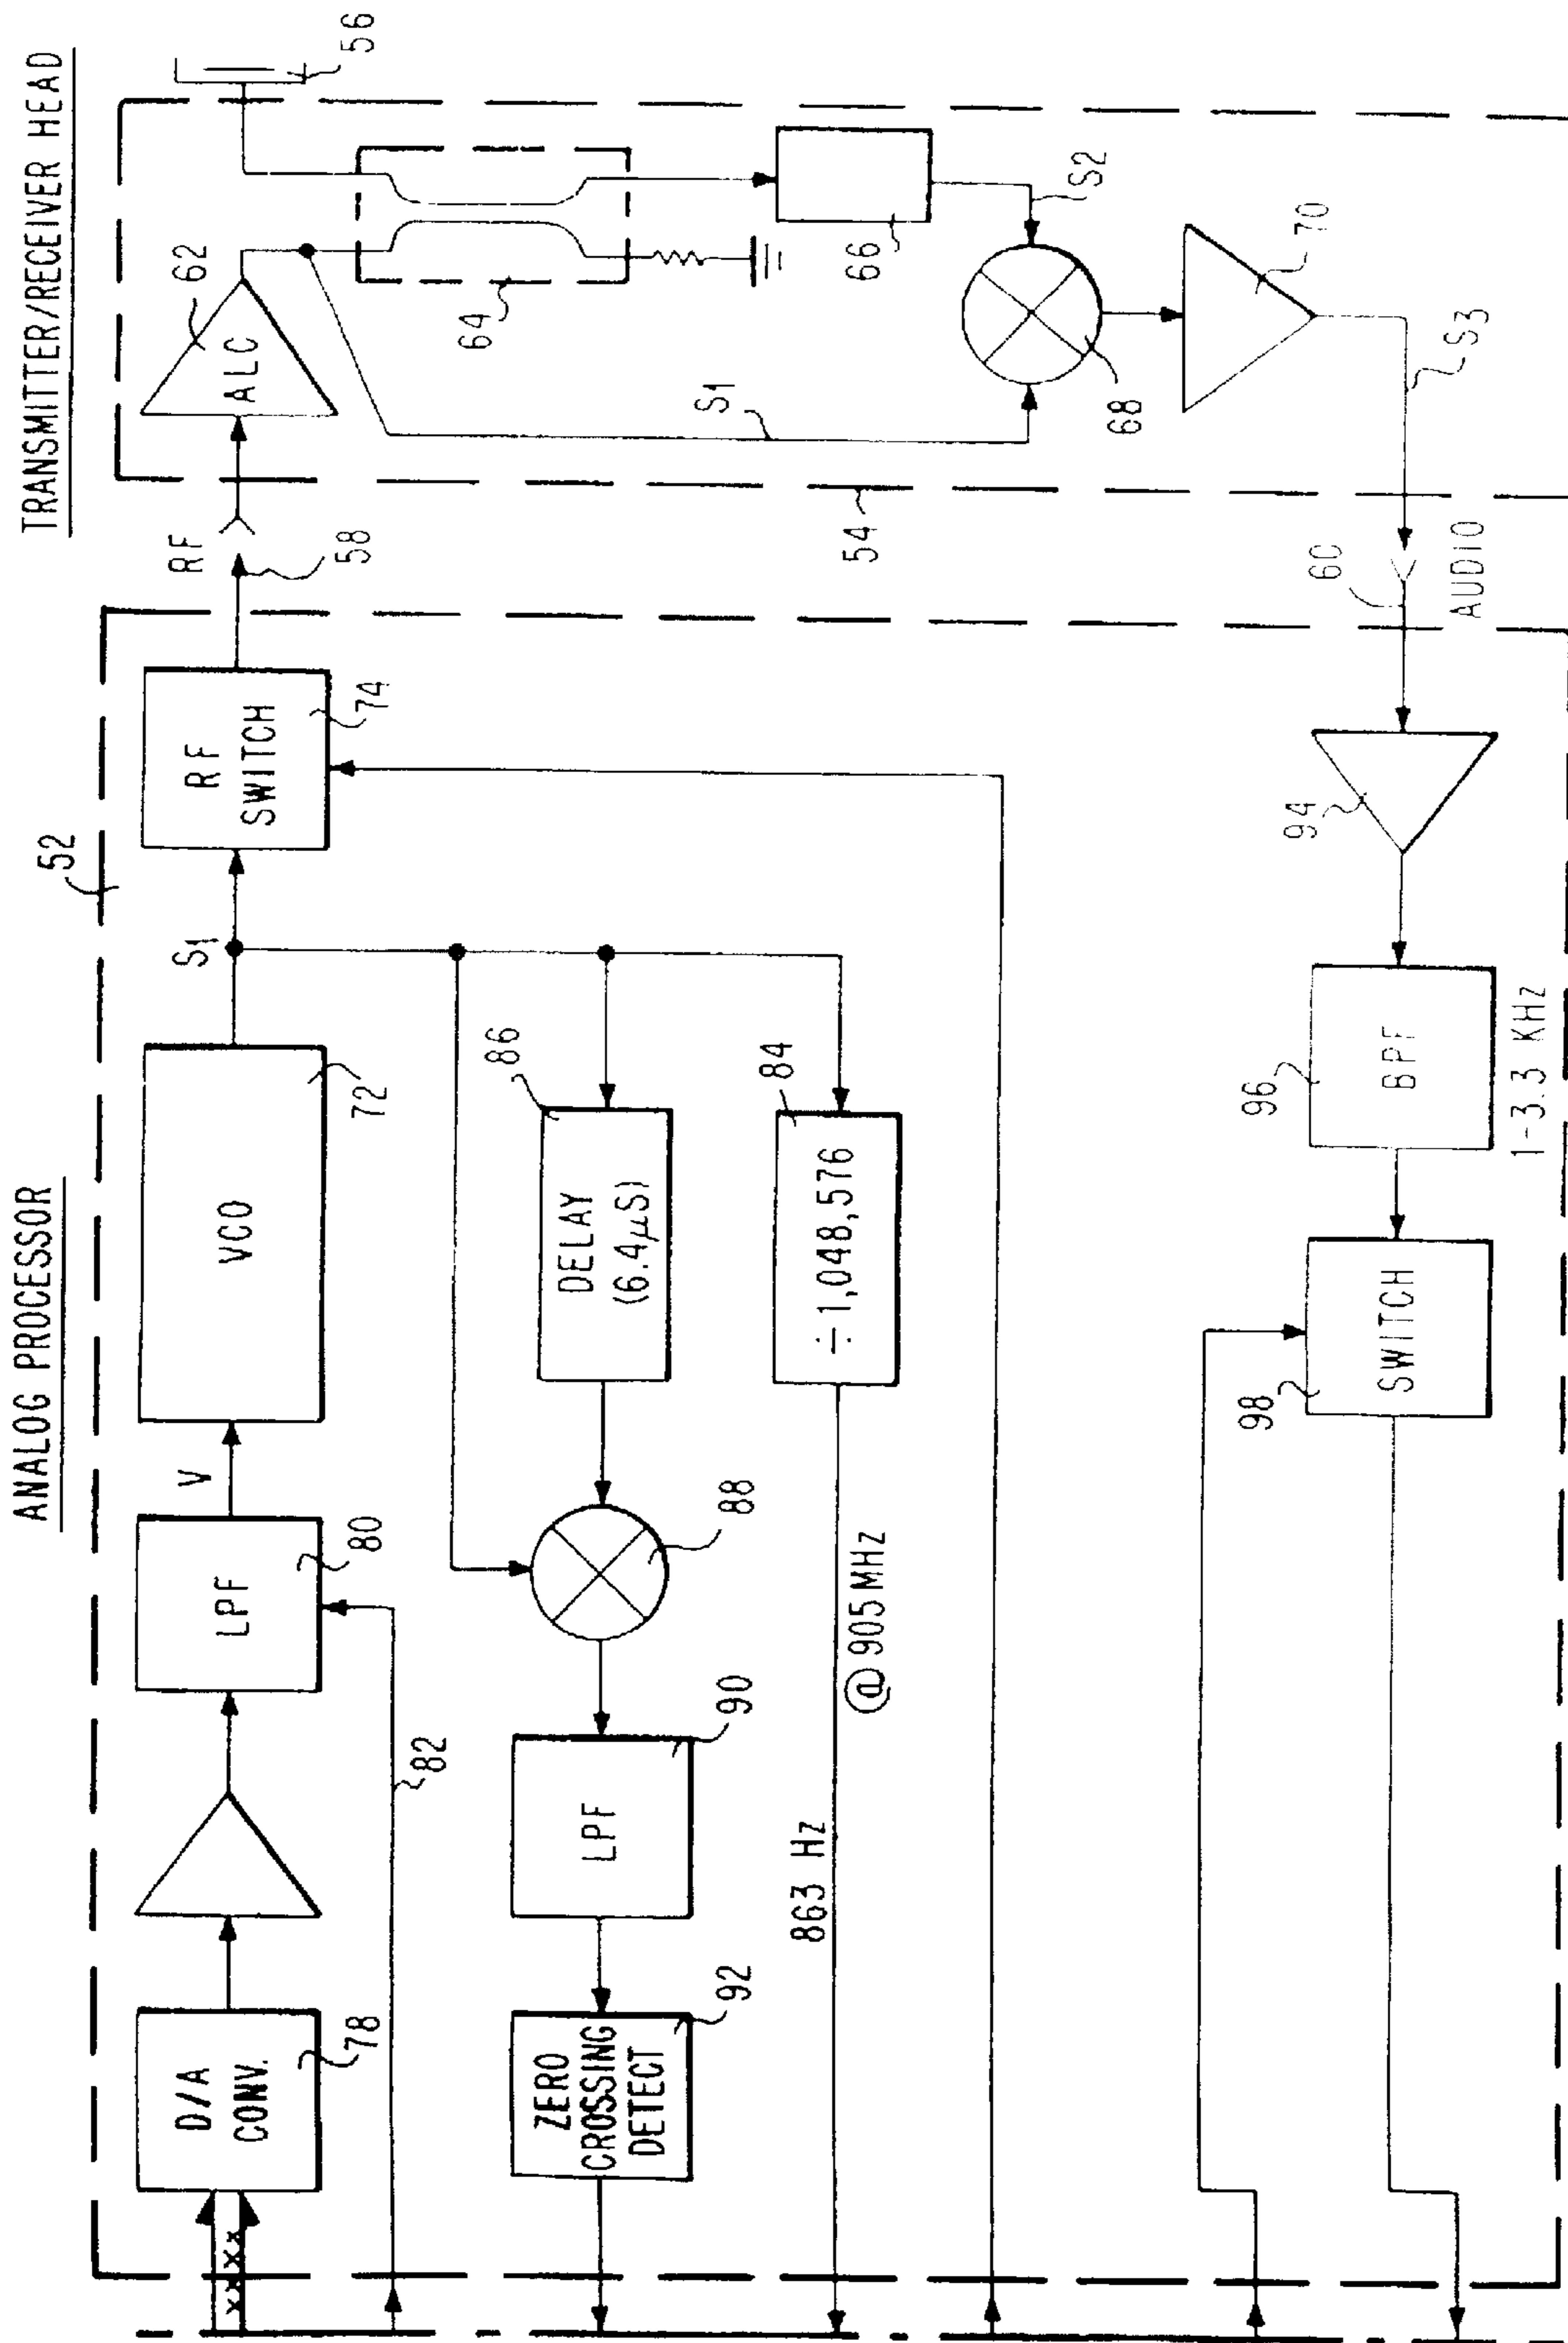 ANALOG PROCESSOR
TRANSMITTER/RECEIVER HEAD
52
D/A
CONV.
78
LPF
80
V
VCO
72
S1
RF
SWITCH
74
RF
58
ALC
62
56
82
64
ZERO
CROSSING
DETECT
92
LPF
90
88
DELAY
(6.4μS)
86
863 Hz
@ 905 MHz
÷ 1,048,576
84
54
S1
66
S2
68
70
S3
60
AUDIO
94
BPF
96
1-3.3 KHz
SWITCH
98
XXXX